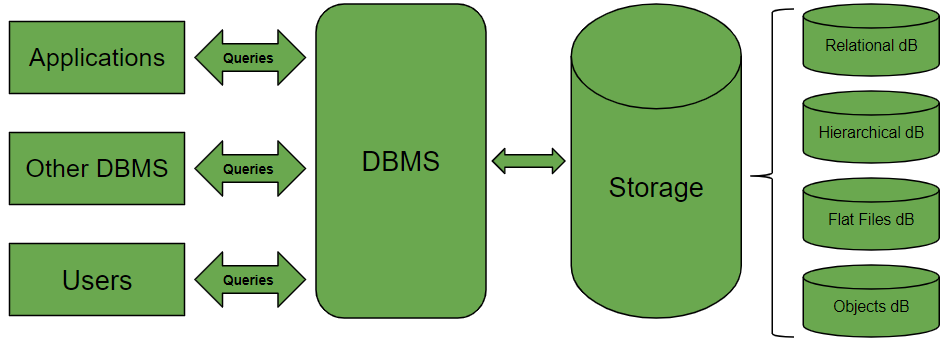 Applications
Queries
Other DBMS
Queries
Users
Queries
DBMS
Storage
Relational dB
Hierarchical dB
Flat Files dB
Objects dB